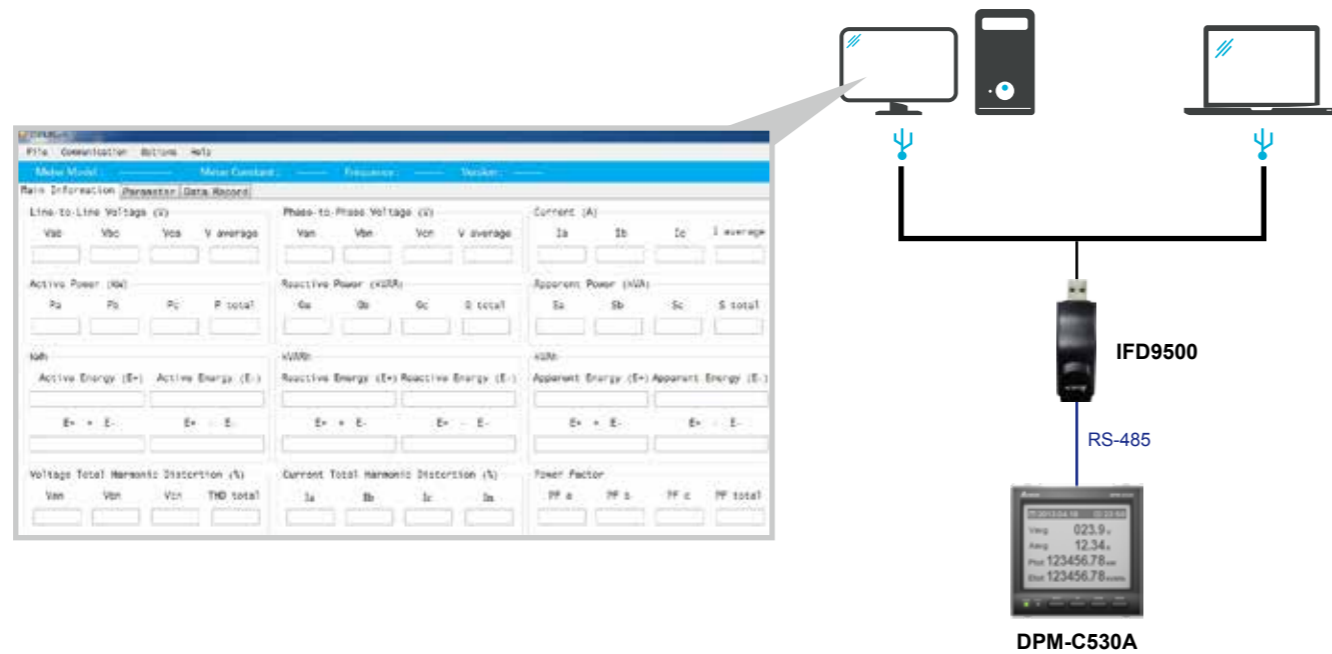 File Communication Options Help
Meter Model : Meter Constant : Frequency : Version :
Main Information Parameter Data Record
Line-to-Line Voltage (V) Phase-to-Phase Voltage (V) Current (A)
Vab Vbc Vca V average Van Vbn Vcn V average Ia Ib Ic I average
Active Power (kW) Reactive Power (kVAR) Apparent Power (kVA)
Pa Pb Pc P total Qa Qb Qc Q total Sa Sb Sc S total
kWh kVARh kVAh
Active Energy (E+) Active Energy (E-) Reactive Energy (E+) Reactive Energy (E-) Apparent Energy (E+) Apparent Energy (E-)
E+ + E- E+ - E- E+ + E- E+ - E- E+ + E- E+ - E-
Voltage Total Harmonic Distortion (%) Current Total Harmonic Distortion (%) Power Factor
Van Vbn Vcn THD total Ia Ib Ic In PF a PF b PF c PF total
IFD9500
RS-485
Vavg 023.9 v
Aavg 12.34 A
Ptot 123456.78 kW
Etot 123456.78
DPM-C530A